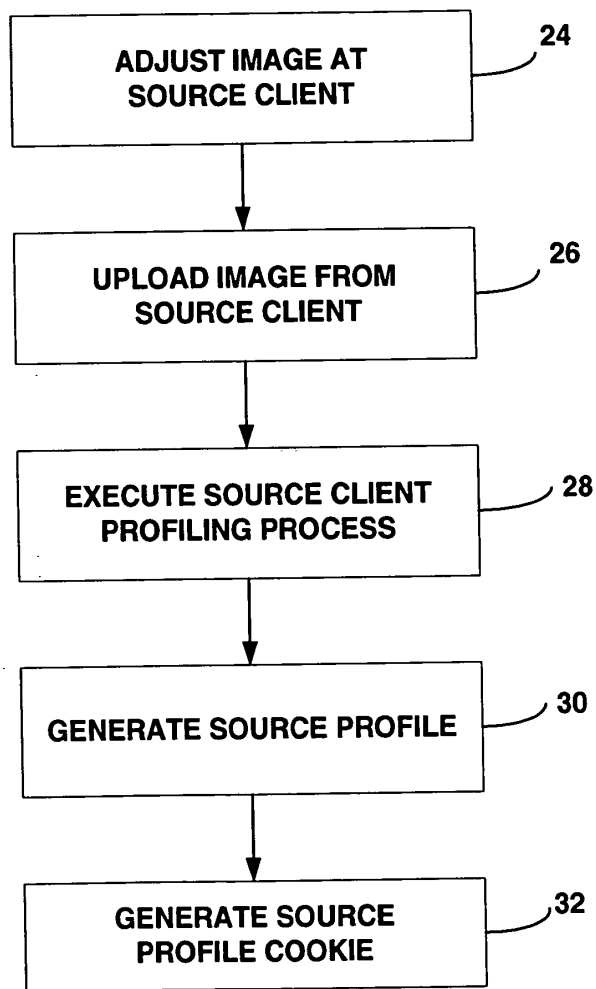 ADJUST IMAGE AT
SOURCE CLIENT
24
UPLOAD IMAGE FROM
SOURCE CLIENT
26
EXECUTE SOURCE CLIENT
PROFILING PROCESS
28
GENERATE SOURCE PROFILE
30
GENERATE SOURCE
PROFILE COOKIE
32